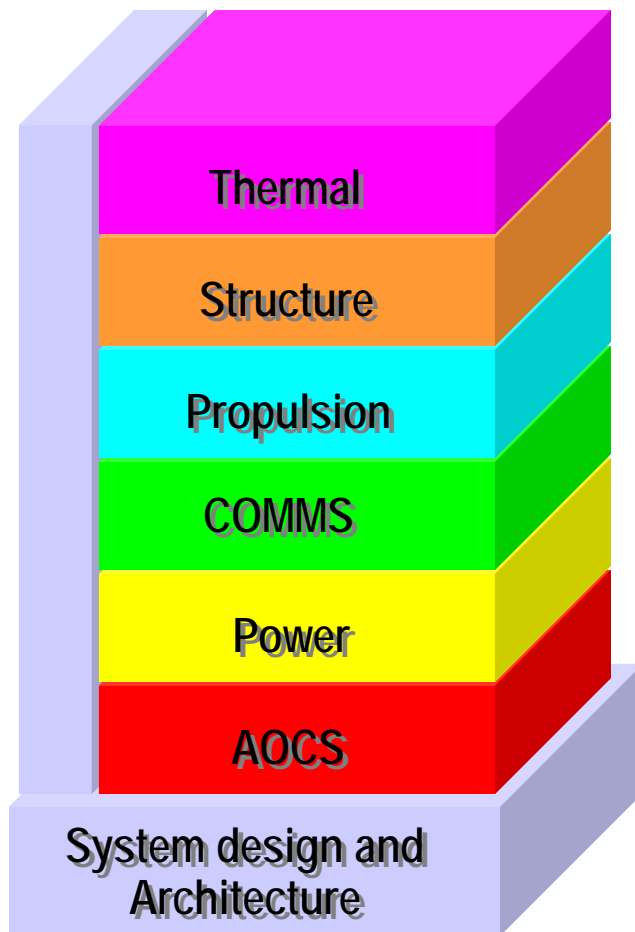 Thermal
Structure
Propulsion
COMMS
Power
AOCS
System design and
Architecture